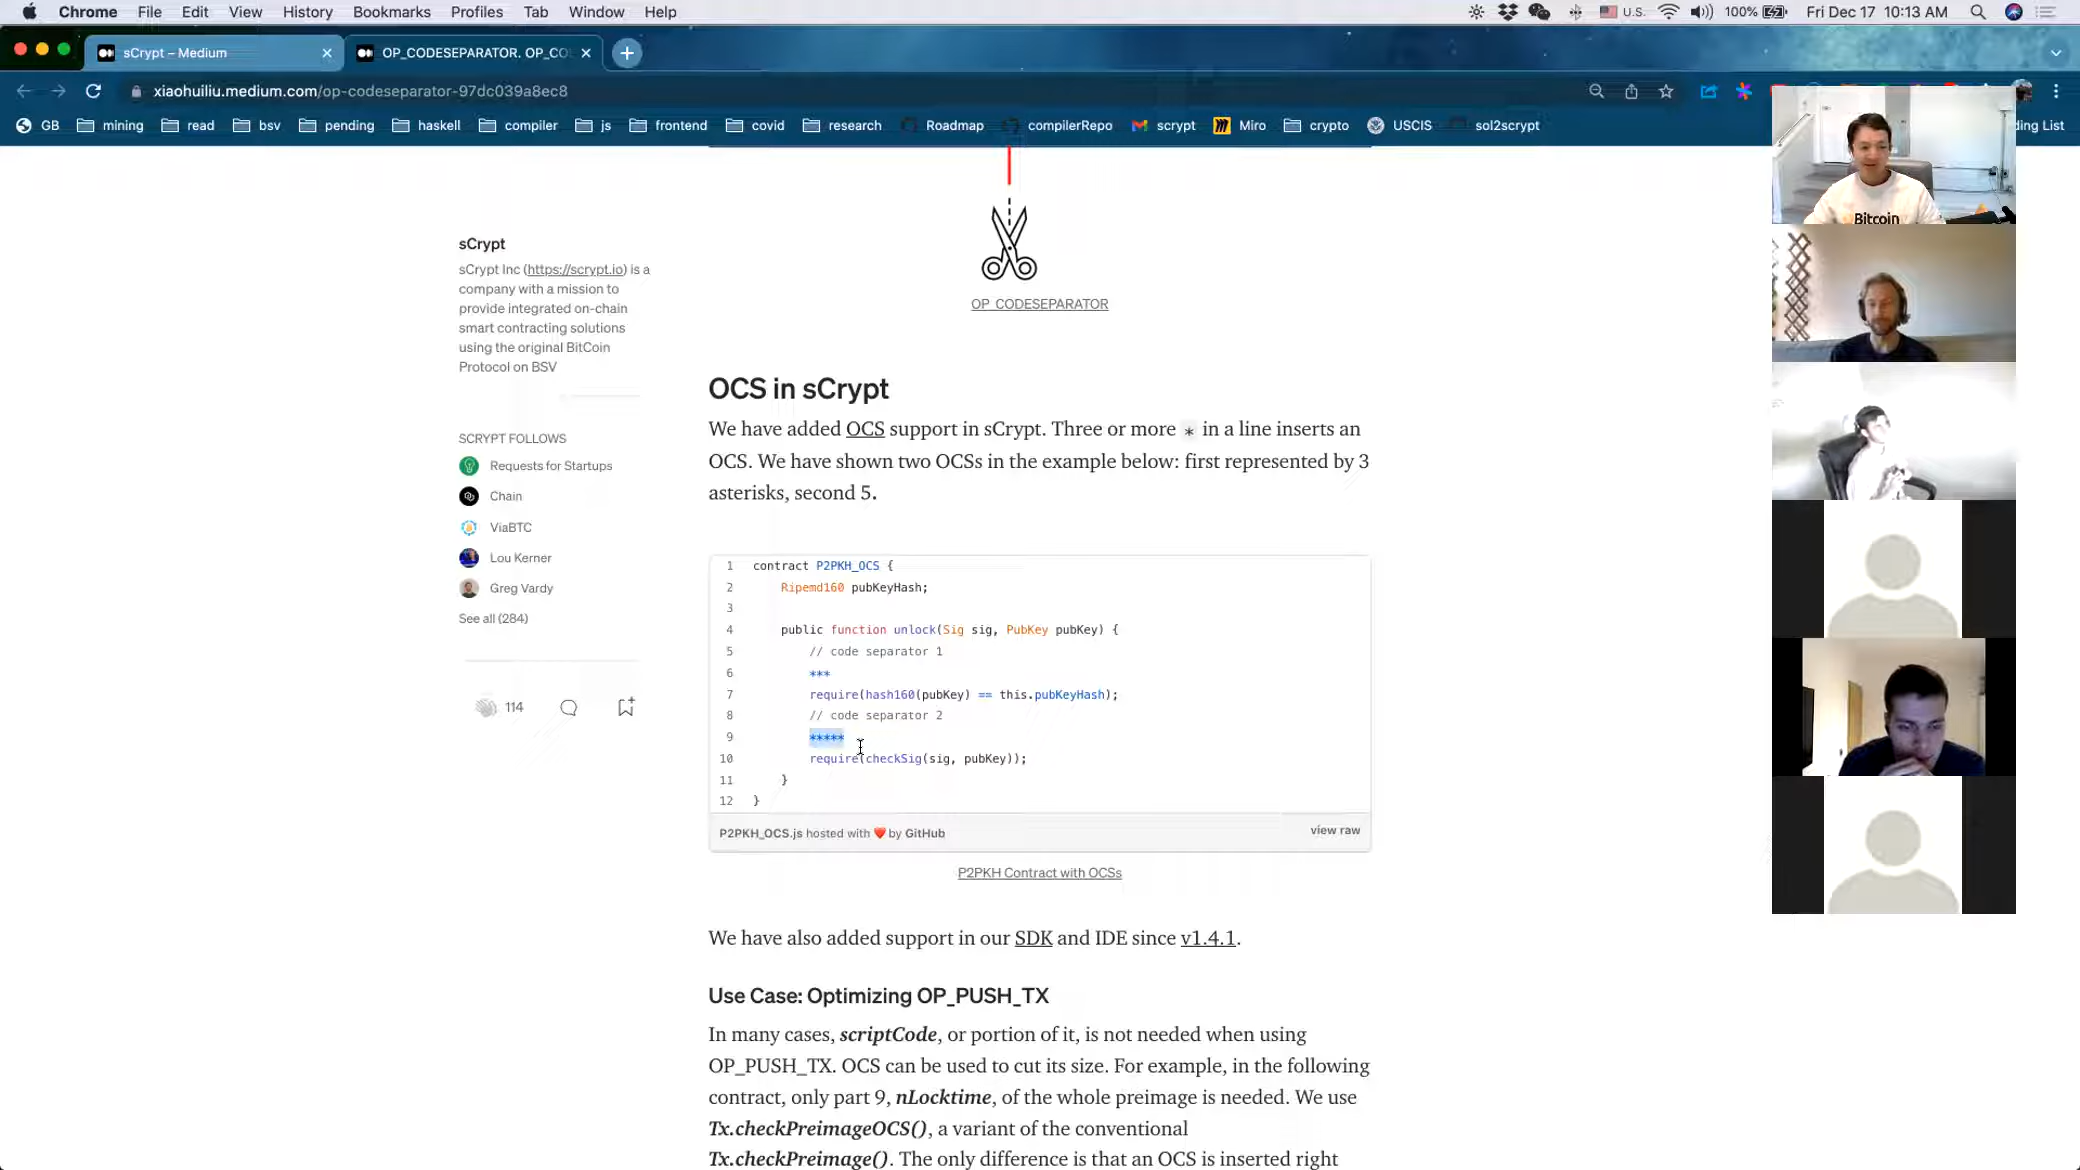 Chrome File Edit View History Bookmarks Profiles Tab Window Help U.S. 100% Fri Dec 17 10:13 AM
sCrypt – Medium OP_CODESEPARATOR. OP_CO
xiaohuiliu.medium.com/op-codeseparator-97dc039a8ec8
GB mining read bsv pending haskell compiler js frontend covid research Roadmap compilerRepo scrypt Miro crypto USCIS sol2scrypt ding List
Bitcoin
OP_CODESEPARATOR
sCrypt
sCrypt Inc (https://scrypt.io) is a
company with a mission to
provide integrated on-chain
smart contracting solutions
using the original BitCoin
Protocol on BSV
SCRYPT FOLLOWS
Requests for Startups
Chain
ViaBTC
Lou Kerner
Greg Vardy
See all (284)
114
OCS in sCrypt
We have added OCS support in sCrypt. Three or more * in a line inserts an
OCS. We have shown two OCSs in the example below: first represented by 3
asterisks, second 5.
1 contract P2PKH_OCS {
2 Ripemd160 pubKeyHash;
3
4 public function unlock(Sig sig, PubKey pubKey) {
5 // code separator 1
6 ***
7 require(hash160(pubKey) == this.pubKeyHash);
8 // code separator 2
9 *****
10 require(checkSig(sig, pubKey));
11 }
12 }
P2PKH_OCS.js hosted with ❤ by GitHub view raw
P2PKH Contract with OCSs
We have also added support in our SDK and IDE since v1.4.1.
Use Case: Optimizing OP_PUSH_TX
In many cases, scriptCode, or portion of it, is not needed when using
OP_PUSH_TX. OCS can be used to cut its size. For example, in the following
contract, only part 9, nLocktime, of the whole preimage is needed. We use
Tx.checkPreimageOCS(), a variant of the conventional
Tx.checkPreimage(). The only difference is that an OCS is inserted right